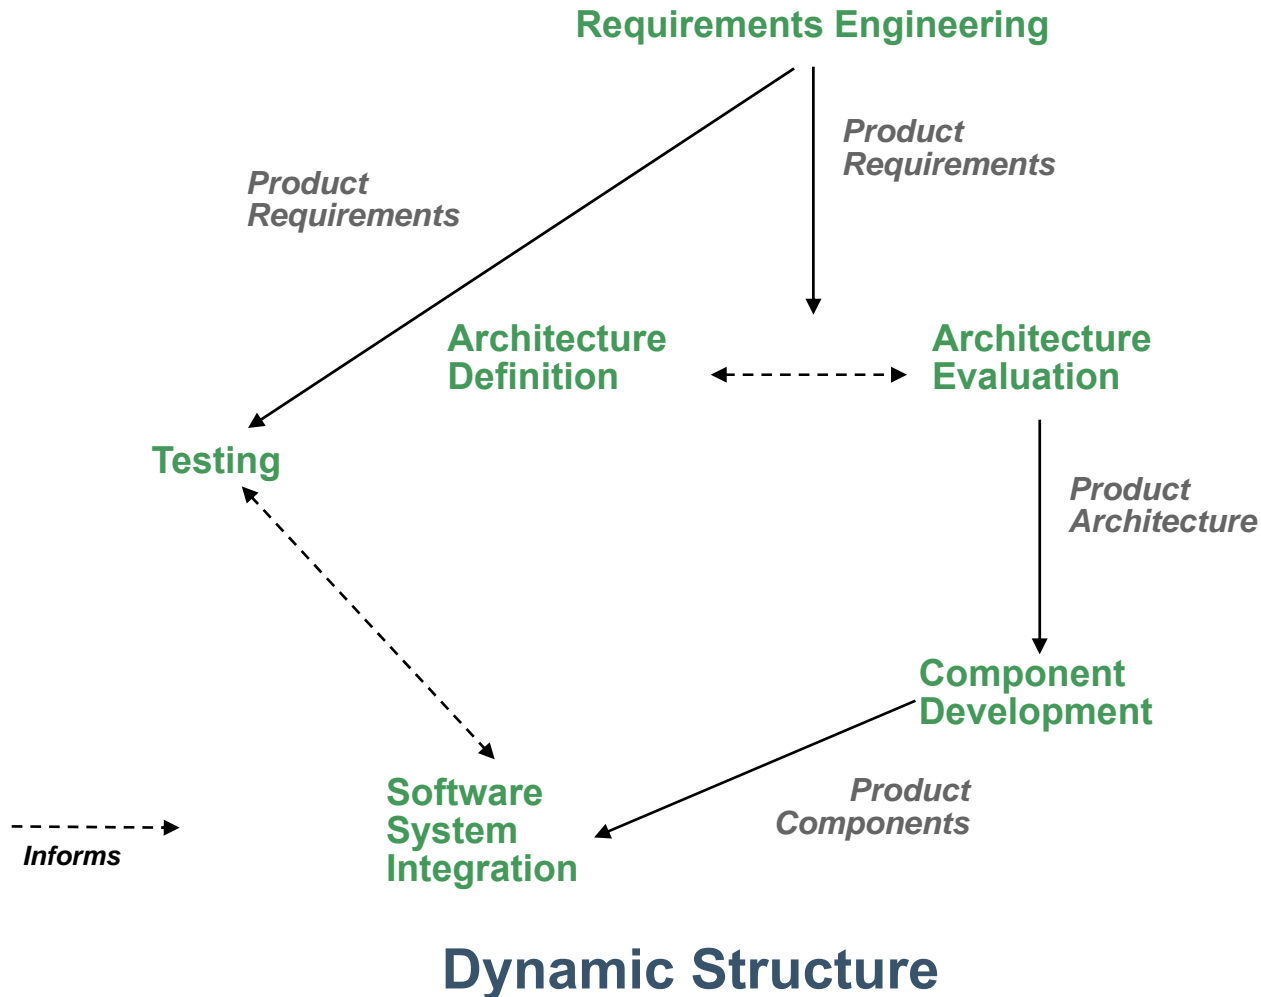 Requirements Engineering
Product
Requirements
Product
Requirements
Architecture
Definition
Architecture
Evaluation
Testing
Product
Architecture
Component
Development
Software
System
Integration
Product
Components
Informs
Dynamic Structure